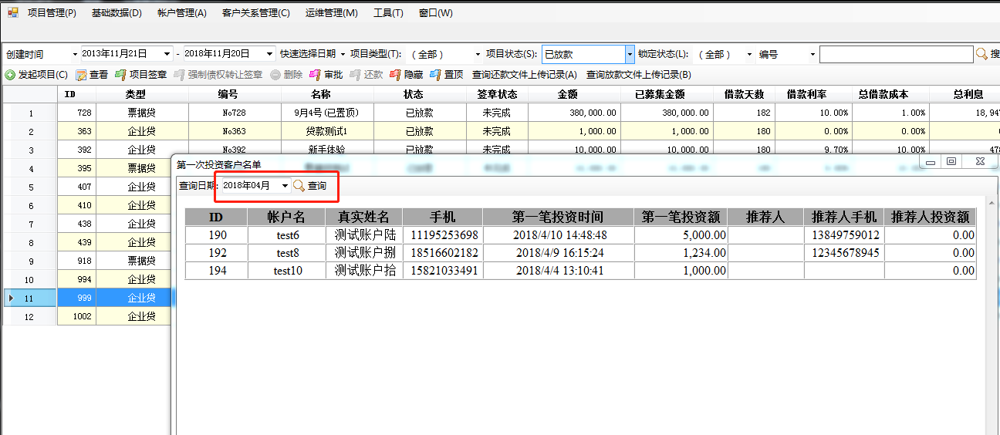 项目管理(P) 基础数据(D) 帐户管理(A) 客户关系管理(C) 运维管理(M) 工具(T) 窗口(W)
创建时间 2013年11月21日 - 2018年11月20日 快速选择日期 项目类型(T): (全部) 项目状态(S): 已放款 锁定状态(L): (全部) 编号 搜
发起项目(C) 查看 项目签章 强制债权转让签章 删除 审批 还款 隐藏 置顶 查询还款文件上传记录(A) 查询放款文件上传记录(B)
ID 类型 编号 名称 状态 签章状态 金额 已募集金额 借款天数 借款利率 总借款成本 总利息
1 728 票据贷 No728 9月4号(已置顶) 已放款 未完成 380,000.00 380,000.00 182 10.00% 1.00% 18,94
2 363 企业贷 No363 贷款测试1 已放款 未完成 1,000.00 1,000.00 180 0.00% 0.00%
3 392 企业贷 No392 新手体验 已放款 未完成 10,000.00 10,000.00 180 9.70% 10.00% 478
4 395 票据贷
5 407 企业贷
6 410 企业贷
7 438 企业贷
8 439 企业贷
9 918 票据贷
10 994 企业贷
11 999 企业贷
12 1002 企业贷
第一次投资客户名单
查询日期: 2018年04月 查询
ID 帐户名 真实姓名 手机 第一笔投资时间 第一笔投资额 推荐人 推荐人手机 推荐人投资额
190 test6 测试账户陆 11195253698 2018/4/10 14:48:48 5,000.00 13849759012 0.00
192 test8 测试账户捌 18516602182 2018/4/9 16:15:24 1,234.00 12345678945 0.00
194 test10 测试账户拾 15821033491 2018/4/4 13:10:41 1,000.00 0.00